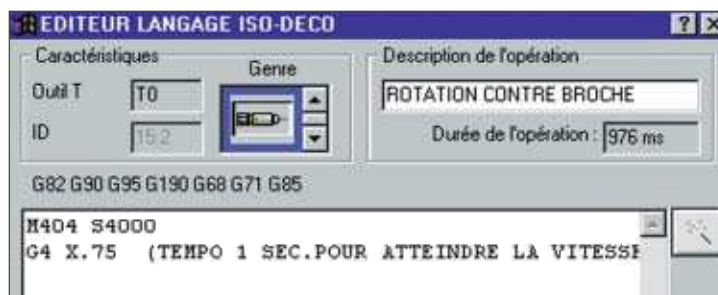 EDITEUR LANGAGE ISO-DECO
Caractéristiques
Genre
Outil T
T0
ID
15:2
Description de l'opération
ROTATION CONTRE BROCHE
Durée de l'opération : 976 ms
G82 G90 G95 G190 G68 G71 G85
M404 S4000
G4 X.75 (TEMPO 1 SEC.POUR ATTEINDRE LA VITESSE